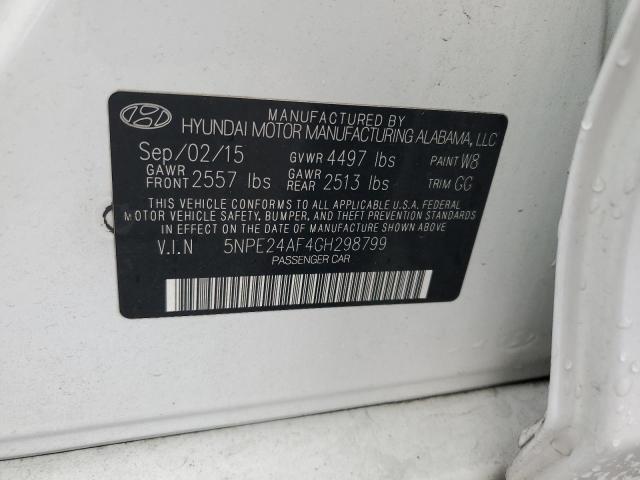 MANUFACTURED BY
HYUNDAI MOTOR MANUFACTURING ALABAMA, LLC
Sep/02/15 GVWR 4497 lbs PAINT W8
GAWR FRONT 2557 lbs GAWR REAR 2513 lbs TRIM GG
THIS VEHICLE CONFORMS TO ALL APPLICABLE U.S.A. FEDERAL
MOTOR VEHICLE SAFETY, BUMPER, AND THEFT PREVENTION STANDARDS
IN EFFECT ON THE DATE OF MANUFACTURE SHOWN ABOVE
V.I.N 5NPE24AF4GH298799
PASSENGER CAR